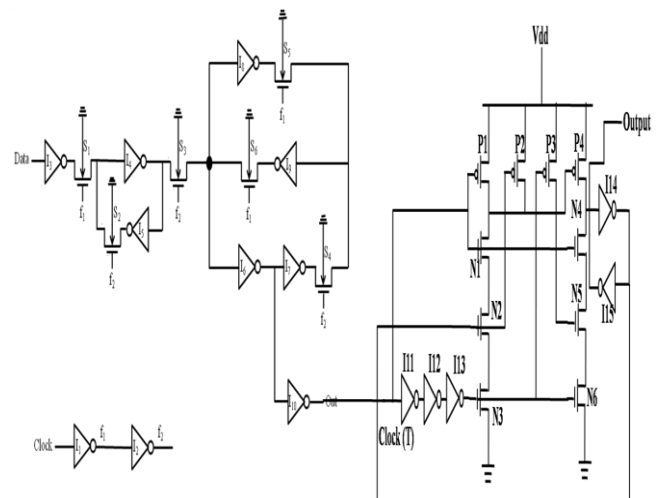 Vdd
Output
P1
P2
P3
P4
I14
N4
N1
N5
I15
N2
I11
I12
I13
N3
N6
Clock (T)
Out
Data
I3
S1
f1
I4
S2
I5
f2
S3
f2
I8
S5
f1
S6
I9
f1
I6
I7
S4
f2
I10
Clock
I1
f1
I2
f2